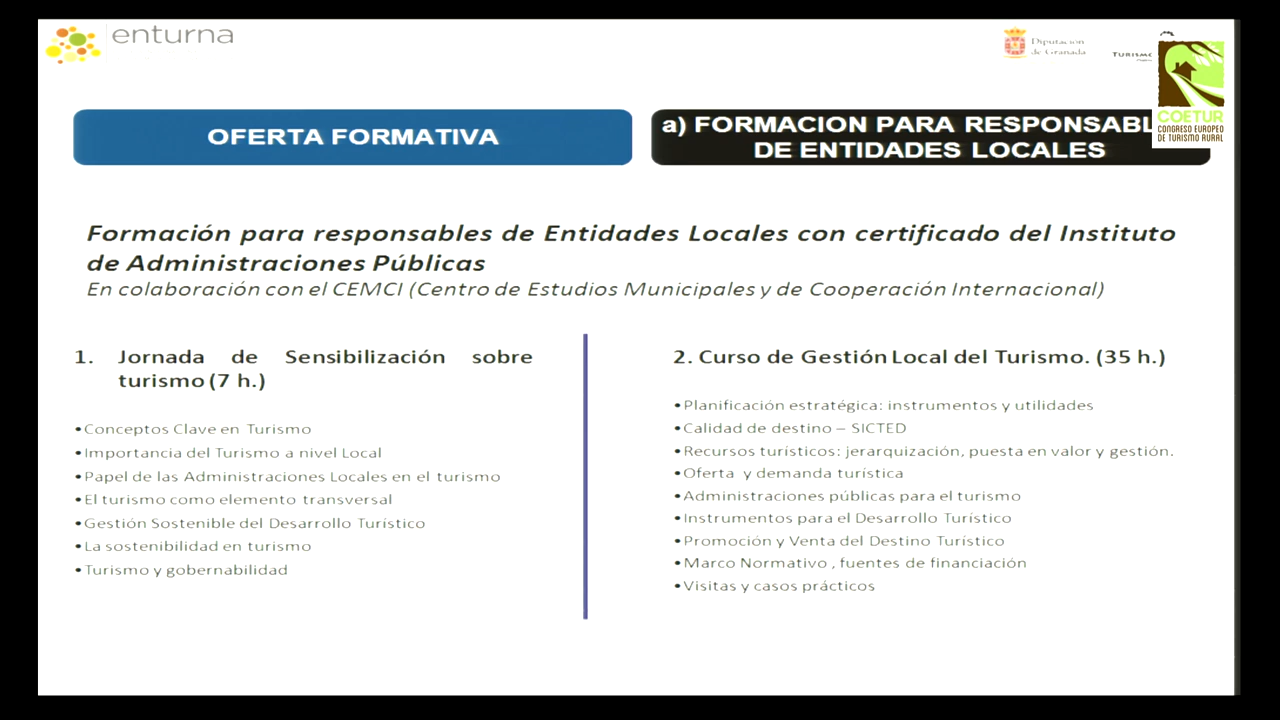 enturna
Diputación
de Granada
COETUR
CONGRESO EUROPEO
DE TURISMO RURAL
OFERTA FORMATIVA
a) FORMACION PARA
DE ENTIDADES LOCALES
Formación para responsables de Entidades Locales con certificado del Instituto
de Administraciones Públicas
En colaboración con el CEMCI (Centro de Estudios Municipales y de Cooperación Internacional)
1. Jornada de Sensibilización sobre
turismo (7 h.)
•Conceptos Clave en Turismo
•Importancia del Turismo a nivel Local
•Papel de las Administraciones Locales en el turismo
•El turismo como elemento transversal
•Gestión Sostenible del Desarrollo Turístico
•La sostenibilidad en turismo
•Turismo y gobernabilidad
2. Curso de Gestión Local del Turismo. (35 h.)
•Planificación estratégica: instrumentos y utilidades
•Calidad de destino – SICTED
•Recursos turísticos: jerarquización, puesta en valor y gestión.
•Oferta y demanda turística
•Administraciones públicas para el turismo
•Instrumentos para el Desarrollo Turístico
•Promoción y Venta del Destino Turístico
•Marco Normativo , fuentes de financiación
•Visitas y casos prácticos